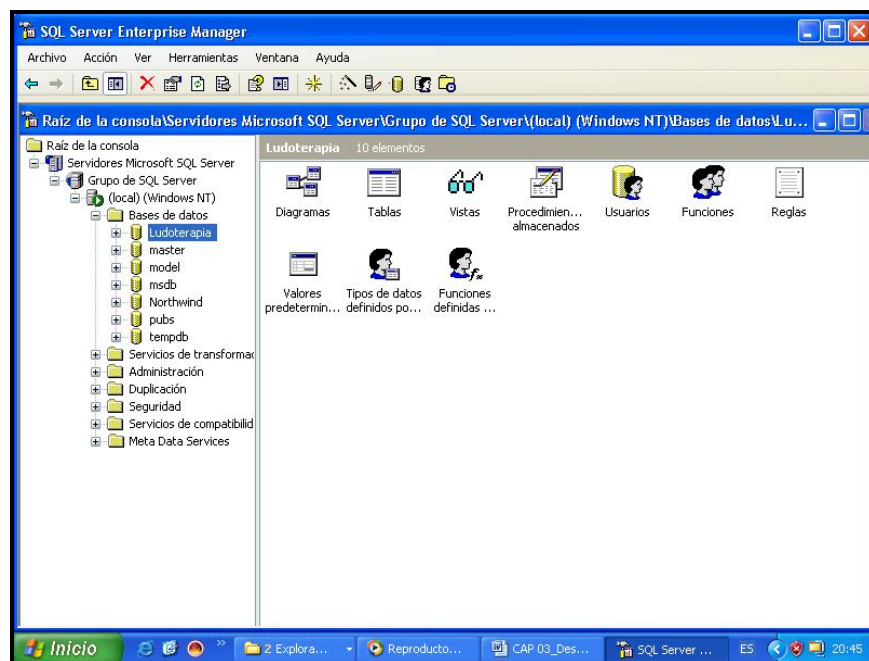 SQL Server Enterprise Manager
Archivo Acción Ver Herramientas Ventana Ayuda
Raíz de la consola\Servidores Microsoft SQL Server\Grupo de SQL Server\(local) (Windows NT)\Bases de datos\Lu...
Raíz de la consola
Servidores Microsoft SQL Server
Grupo de SQL Server
(local) (Windows NT)
Bases de datos
Ludoterapia
master
model
msdb
Northwind
pubs
tempdb
Servicios de transformac
Administración
Duplicación
Seguridad
Servicios de compatibilid
Meta Data Services
Ludoterapia 10 elementos
Diagramas
Tablas
Vistas
Procedimien...
almacenados
Usuarios
Funciones
Reglas
Valores
predetermin...
Tipos de datos
definidos po...
Funciones
definidas ...
Inicio
2 Explora...
Reproducto...
CAP 03_Des...
SQL Server ...
ES
20:45